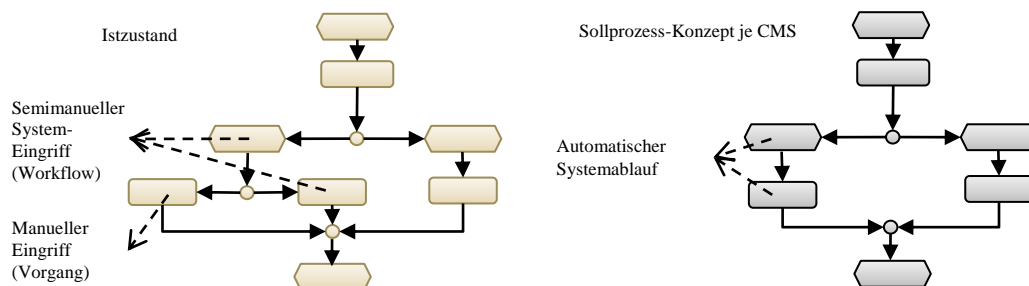 Istzustand
Sollprozess-Konzept je CMS
Semimanueller
System-
Eingriff
(Workflow)
Automatischer
Systemablauf
Manueller
Eingriff
(Vorgang)